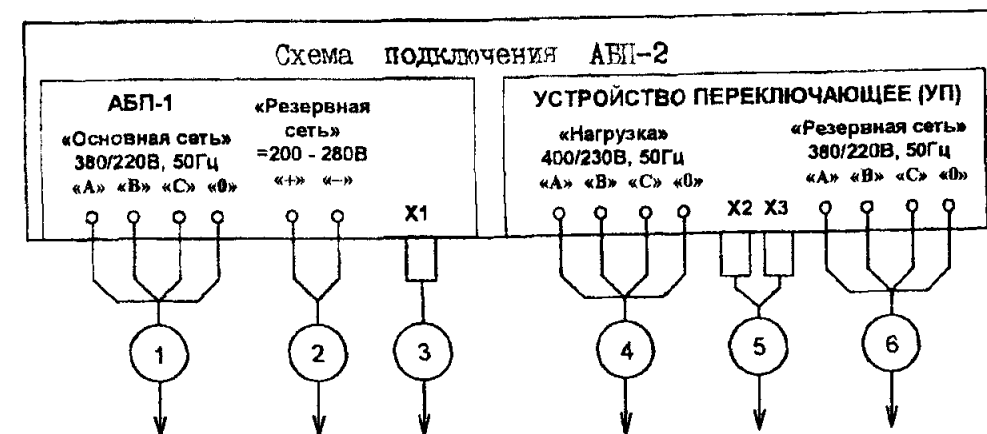 Схема подключения АБП-2
АБП-1
«Основная сеть»
380/220В, 50Гц
«А» «В» «С» «0»
«Резервная
сеть»
=200 - 280В
«+» «−»
X1
УСТРОЙСТВО ПЕРЕКЛЮЧАЮЩЕЕ (УП)
«Нагрузка»
400/230В, 50Гц
«А» «В» «С» «0»
X2 X3
«Резервная сеть»
380/220В, 50Гц
«А» «В» «С» «0»
1
2
3
4
5
6